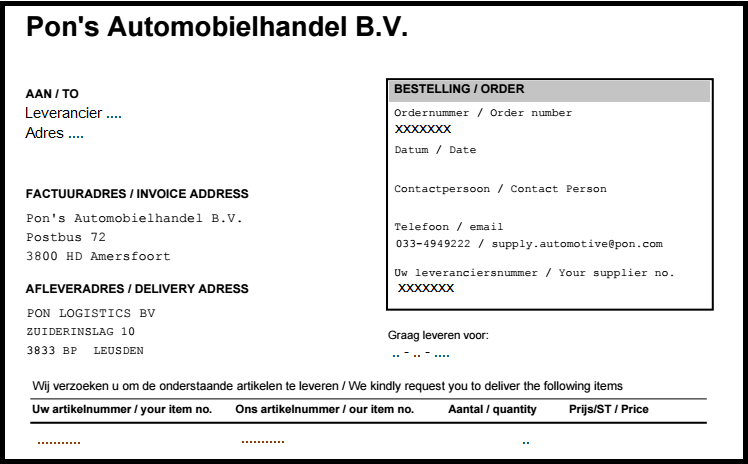 Pon's Automobielhandel B.V.
AAN / TO
Leverancier ....
Adres ....
BESTELLING / ORDER
Ordernummer / Order number
XXXXXXX
Datum / Date
Contactpersoon / Contact Person
Telefoon / email
033-4949222 / supply.automotive@pon.com
Uw leveranciersnummer / Your supplier no.
XXXXXXX
FACTUURADRES / INVOICE ADDRESS
Pon's Automobielhandel B.V.
Postbus 72
3800 HD Amersfoort
AFLEVERADRES / DELIVERY ADRESS
PON LOGISTICS BV
ZUIDERINSLAG 10
3833 BP LEUSDEN
Graag leveren voor:
.. - .. - ....
Wij verzoeken u om de onderstaande artikelen te leveren / We kindly request you to deliver the following items
Uw artikelnummer / your item no. Ons artikelnummer / our item no. Aantal / quantity Prijs/ST / Price
........... ........... ..